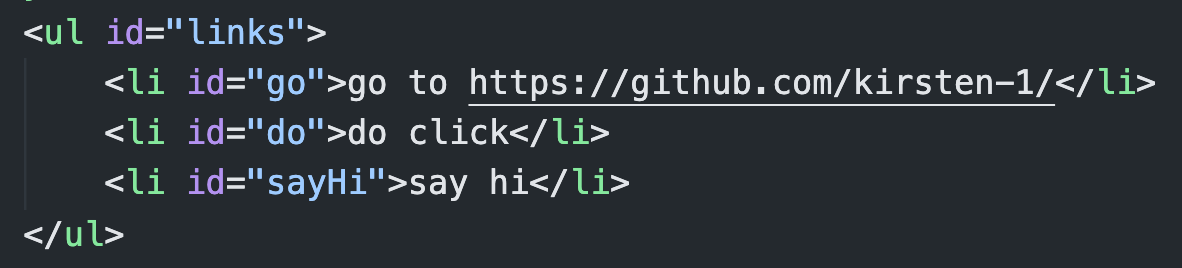 <ul id="links">
<li id="go">go to https://github.com/kirsten-1/</li>
<li id="do">do click</li>
<li id="sayHi">say hi</li>
</ul>